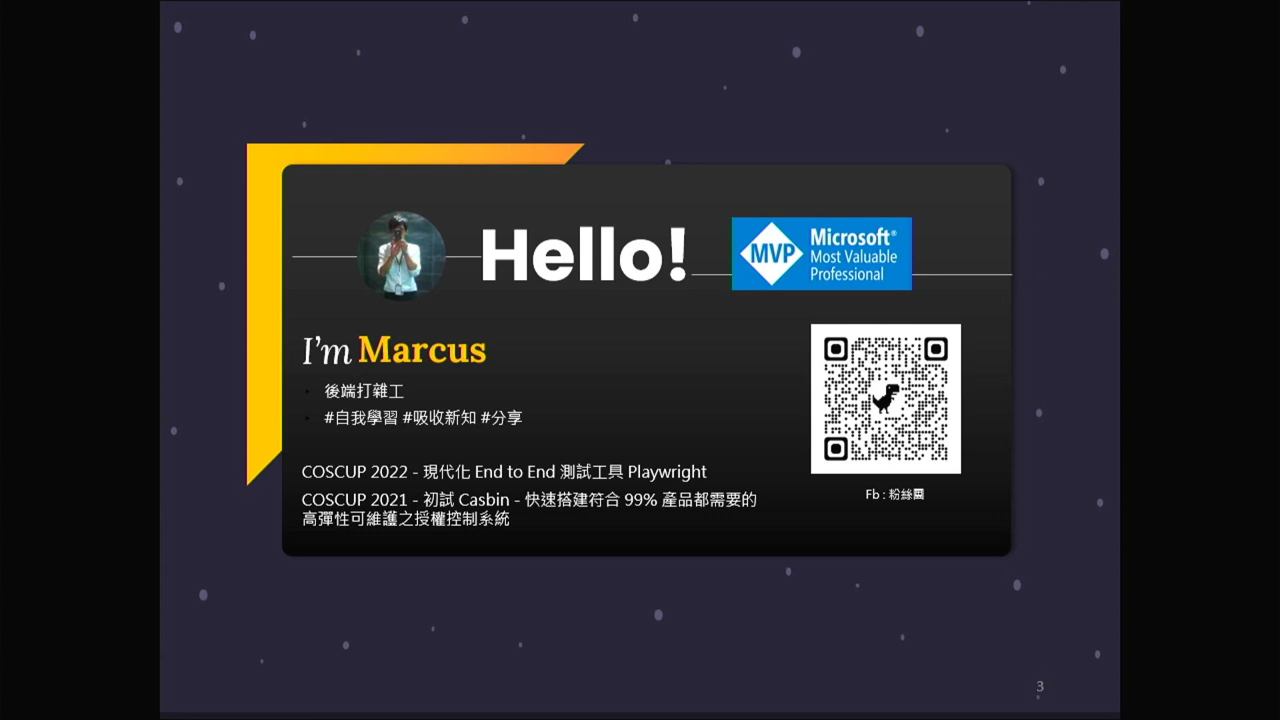 Hello!
MVP
Microsoft®
Most Valuable
Professional
I'm Marcus
後端打雜工
#自我學習 #吸收新知 #分享
COSCUP 2022 - 現代化 End to End 測試工具 Playwright
COSCUP 2021 - 初試 Casbin - 快速搭建符合 99% 產品都需要的
高彈性可維護之授權控制系統
Fb : 粉絲團
3